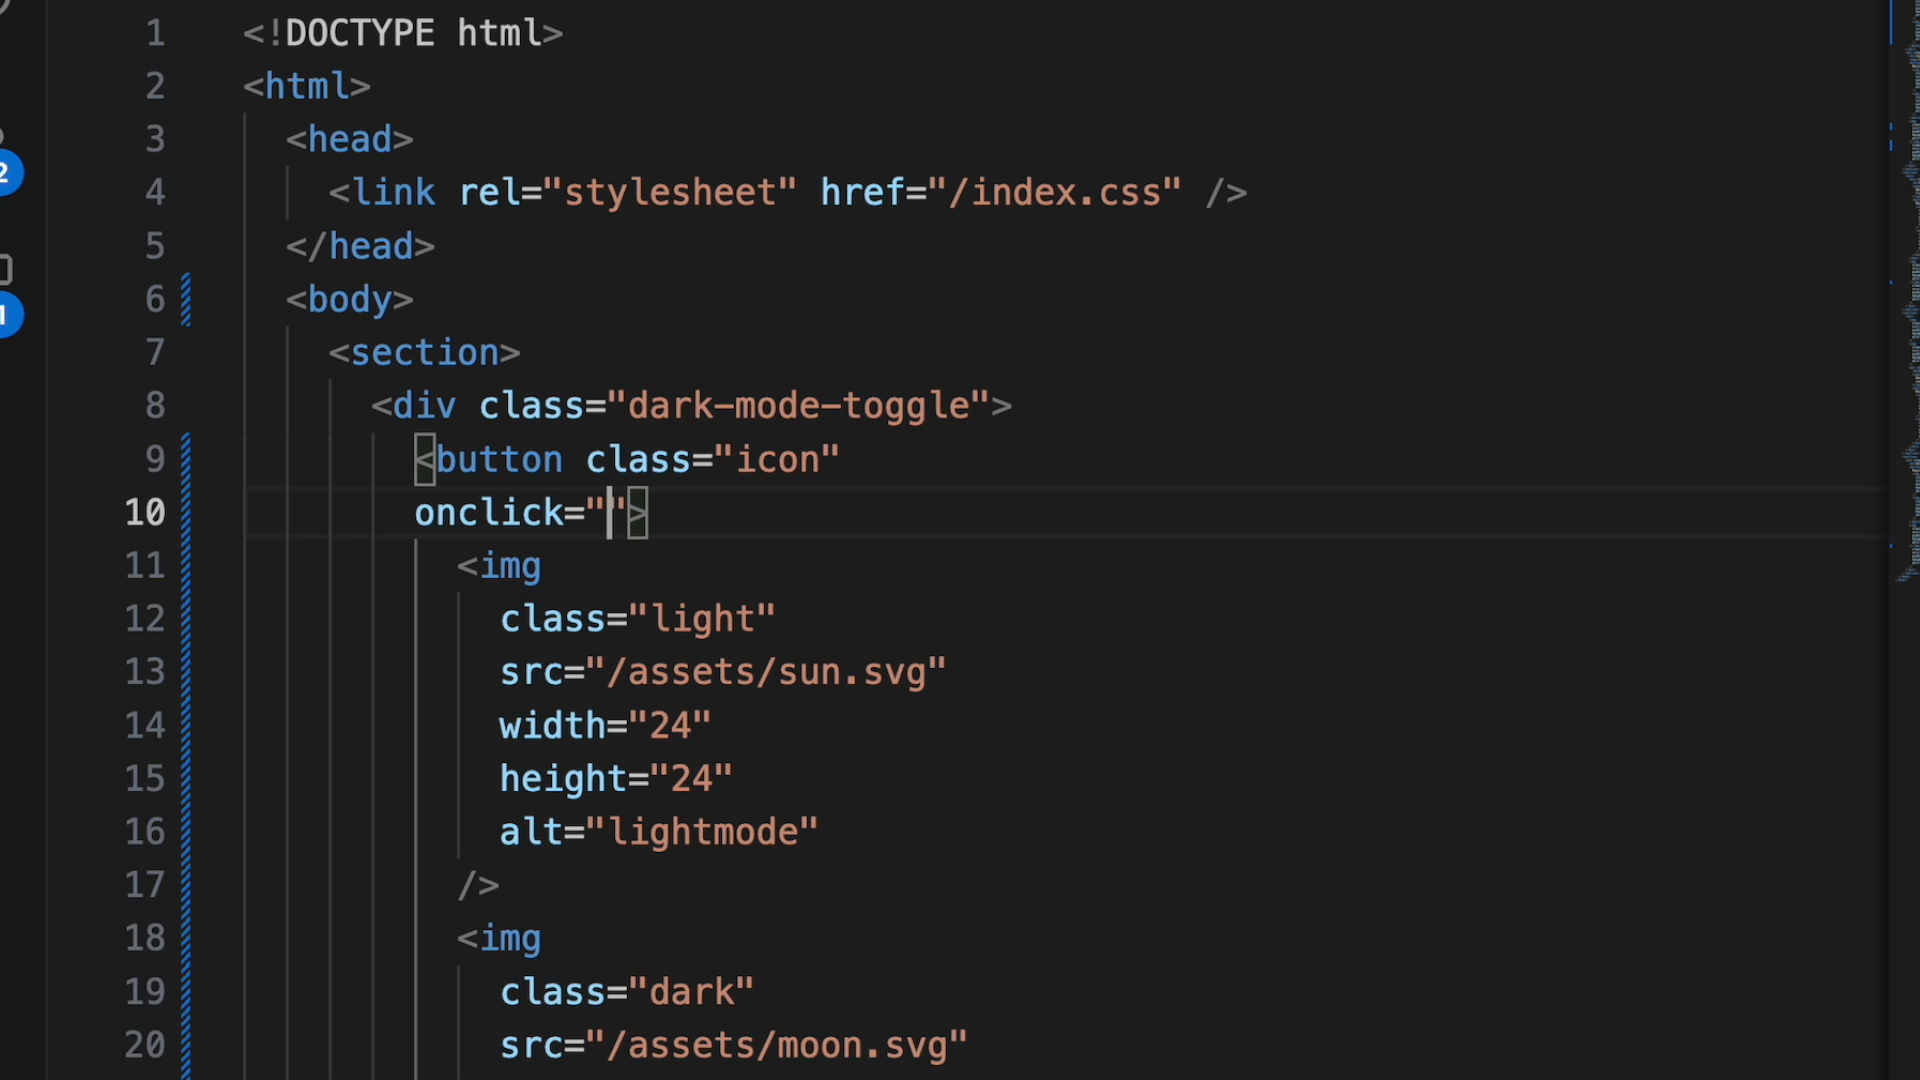 1 <!DOCTYPE html>
2 <html>
3 <head>
4 <link rel="stylesheet" href="/index.css" />
5 </head>
6 <body>
7 <section>
8 <div class="dark-mode-toggle">
9 <button class="icon"
10 onclick="">
11 <img
12 class="light"
13 src="/assets/sun.svg"
14 width="24"
15 height="24"
16 alt="lightmode"
17 />
18 <img
19 class="dark"
20 src="/assets/moon.svg"
2
1